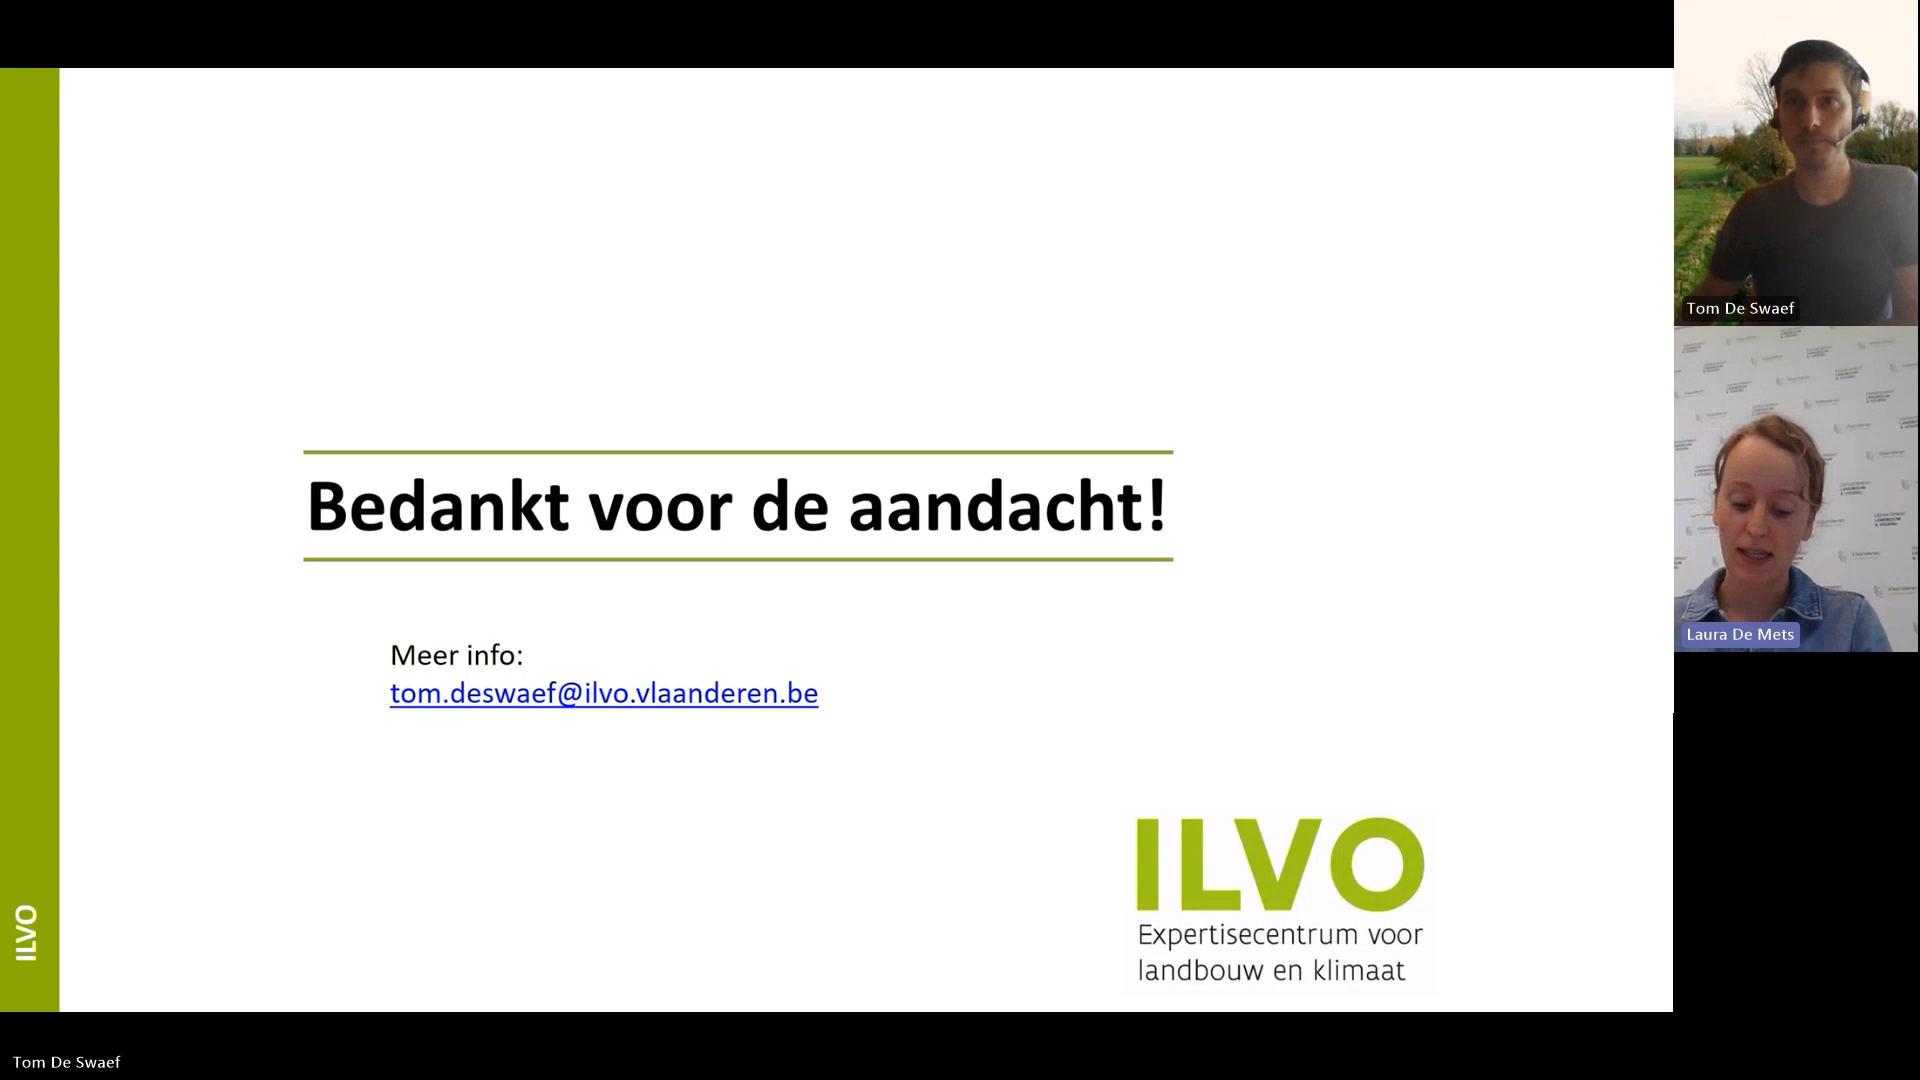 Bedankt voor de aandacht!
Meer info:
tom.deswaef@ilvo.vlaanderen.be
ILVO
Expertisecentrum voor
landbouw en klimaat
ILVO
Tom De Swaef
Laura De Mets
Tom De Swaef